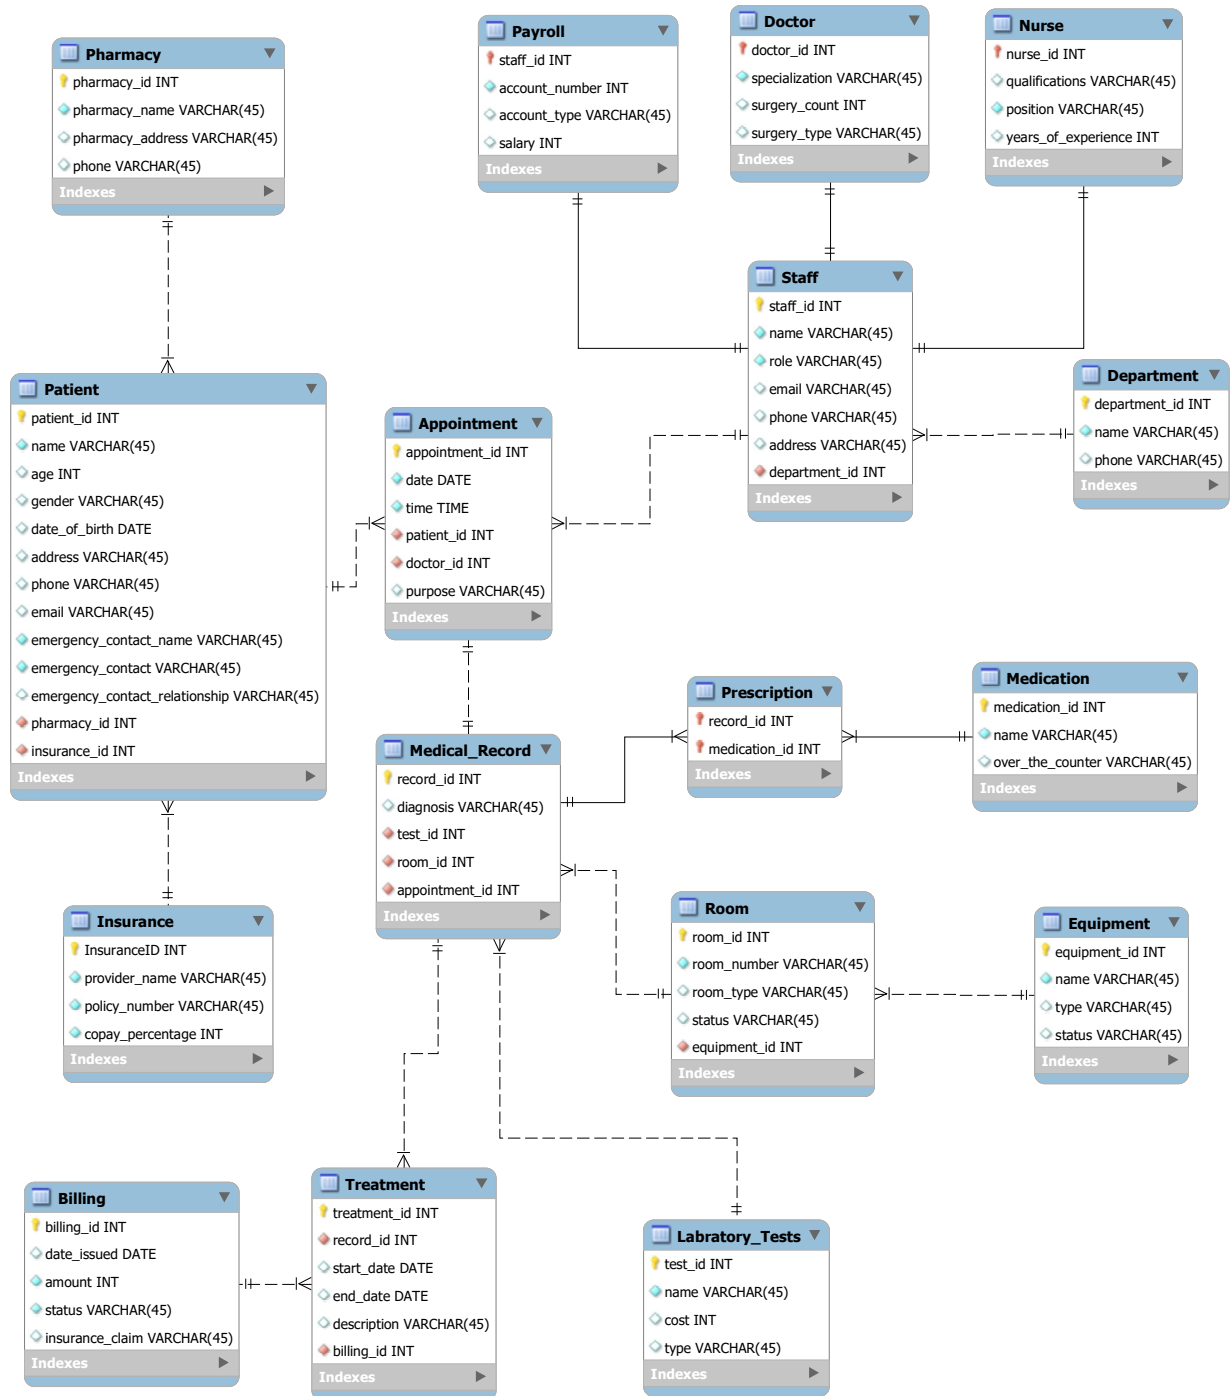 Pharmacy
pharmacy_id INT
pharmacy_name VARCHAR(45)
pharmacy_address VARCHAR(45)
phone VARCHAR(45)
Indexes
Payroll
staff_id INT
account_number INT
account_type VARCHAR(45)
salary INT
Indexes
Doctor
doctor_id INT
specialization VARCHAR(45)
surgery_count INT
surgery_type VARCHAR(45)
Indexes
Nurse
nurse_id INT
qualifications VARCHAR(45)
position VARCHAR(45)
years_of_experience INT
Indexes
Staff
staff_id INT
name VARCHAR(45)
role VARCHAR(45)
email VARCHAR(45)
phone VARCHAR(45)
address VARCHAR(45)
department_id INT
Indexes
Department
department_id INT
name VARCHAR(45)
phone VARCHAR(45)
Indexes
Patient
patient_id INT
name VARCHAR(45)
age INT
gender VARCHAR(45)
date_of_birth DATE
address VARCHAR(45)
phone VARCHAR(45)
email VARCHAR(45)
emergency_contact_name VARCHAR(45)
emergency_contact VARCHAR(45)
emergency_contact_relationship VARCHAR(45)
pharmacy_id INT
insurance_id INT
Indexes
Appointment
appointment_id INT
date DATE
time TIME
patient_id INT
doctor_id INT
purpose VARCHAR(45)
Indexes
Prescription
record_id INT
medication_id INT
Indexes
Medication
medication_id INT
name VARCHAR(45)
over_the_counter VARCHAR(45)
Indexes
Medical_Record
record_id INT
diagnosis VARCHAR(45)
test_id INT
room_id INT
appointment_id INT
Indexes
Insurance
InsuranceID INT
provider_name VARCHAR(45)
policy_number VARCHAR(45)
copay_percentage INT
Indexes
Room
room_id INT
room_number VARCHAR(45)
room_type VARCHAR(45)
status VARCHAR(45)
equipment_id INT
Indexes
Equipment
equipment_id INT
name VARCHAR(45)
type VARCHAR(45)
status VARCHAR(45)
Indexes
Billing
billing_id INT
date_issued DATE
amount INT
status VARCHAR(45)
insurance_claim VARCHAR(45)
Indexes
Treatment
treatment_id INT
record_id INT
start_date DATE
end_date DATE
description VARCHAR(45)
billing_id INT
Indexes
Labratory_Tests
test_id INT
name VARCHAR(45)
cost INT
type VARCHAR(45)
Indexes